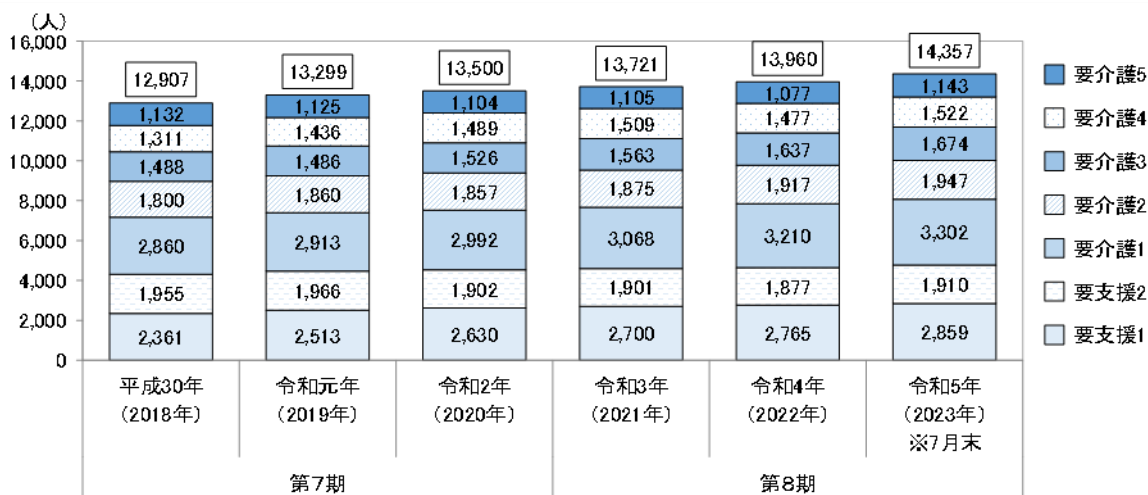 (人)
16,000
14,000
12,000
10,000
8,000
6,000
4,000
2,000
0
12,907 13,299 13,500 13,721 13,960 14,357
1,132 1,125 1,104 1,105 1,077 1,143
1,311 1,436 1,489 1,509 1,477 1,522
1,488 1,486 1,526 1,563 1,637 1,674
1,800 1,860 1,857 1,875 1,917 1,947
2,860 2,913 2,992 3,068 3,210 3,302
1,955 1,966 1,902 1,901 1,877 1,910
2,361 2,513 2,630 2,700 2,765 2,859
平成30年 令和元年 令和2年 令和3年 令和4年 令和5年
(2018年) (2019年) (2020年) (2021年) (2022年) (2023年)
※7月末
第7期 第8期
要介護5
要介護4
要介護3
要介護2
要介護1
要支援2
要支援1